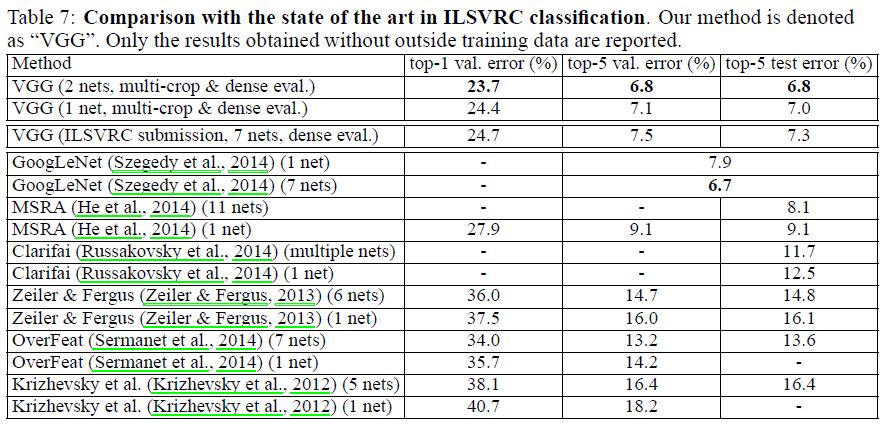 Table 7: Comparison with the state of the art in ILSVRC classification. Our method is denoted
as “VGG”. Only the results obtained without outside training data are reported.
Method top-1 val. error (%) top-5 val. error (%) top-5 test error (%)
VGG (2 nets, multi-crop & dense eval.) 23.7 6.8 6.8
VGG (1 net, multi-crop & dense eval.) 24.4 7.1 7.0
VGG (ILSVRC submission, 7 nets, dense eval.) 24.7 7.5 7.3
GoogLeNet (Szegedy et al., 2014) (1 net) - 7.9
GoogLeNet (Szegedy et al., 2014) (7 nets) - 6.7
MSRA (He et al., 2014) (11 nets) - - 8.1
MSRA (He et al., 2014) (1 net) 27.9 9.1 9.1
Clarifai (Russakovsky et al., 2014) (multiple nets) - - 11.7
Clarifai (Russakovsky et al., 2014) (1 net) - - 12.5
Zeiler & Fergus (Zeiler & Fergus, 2013) (6 nets) 36.0 14.7 14.8
Zeiler & Fergus (Zeiler & Fergus, 2013) (1 net) 37.5 16.0 16.1
OverFeat (Sermanet et al., 2014) (7 nets) 34.0 13.2 13.6
OverFeat (Sermanet et al., 2014) (1 net) 35.7 14.2 -
Krizhevsky et al. (Krizhevsky et al., 2012) (5 nets) 38.1 16.4 16.4
Krizhevsky et al. (Krizhevsky et al., 2012) (1 net) 40.7 18.2 -